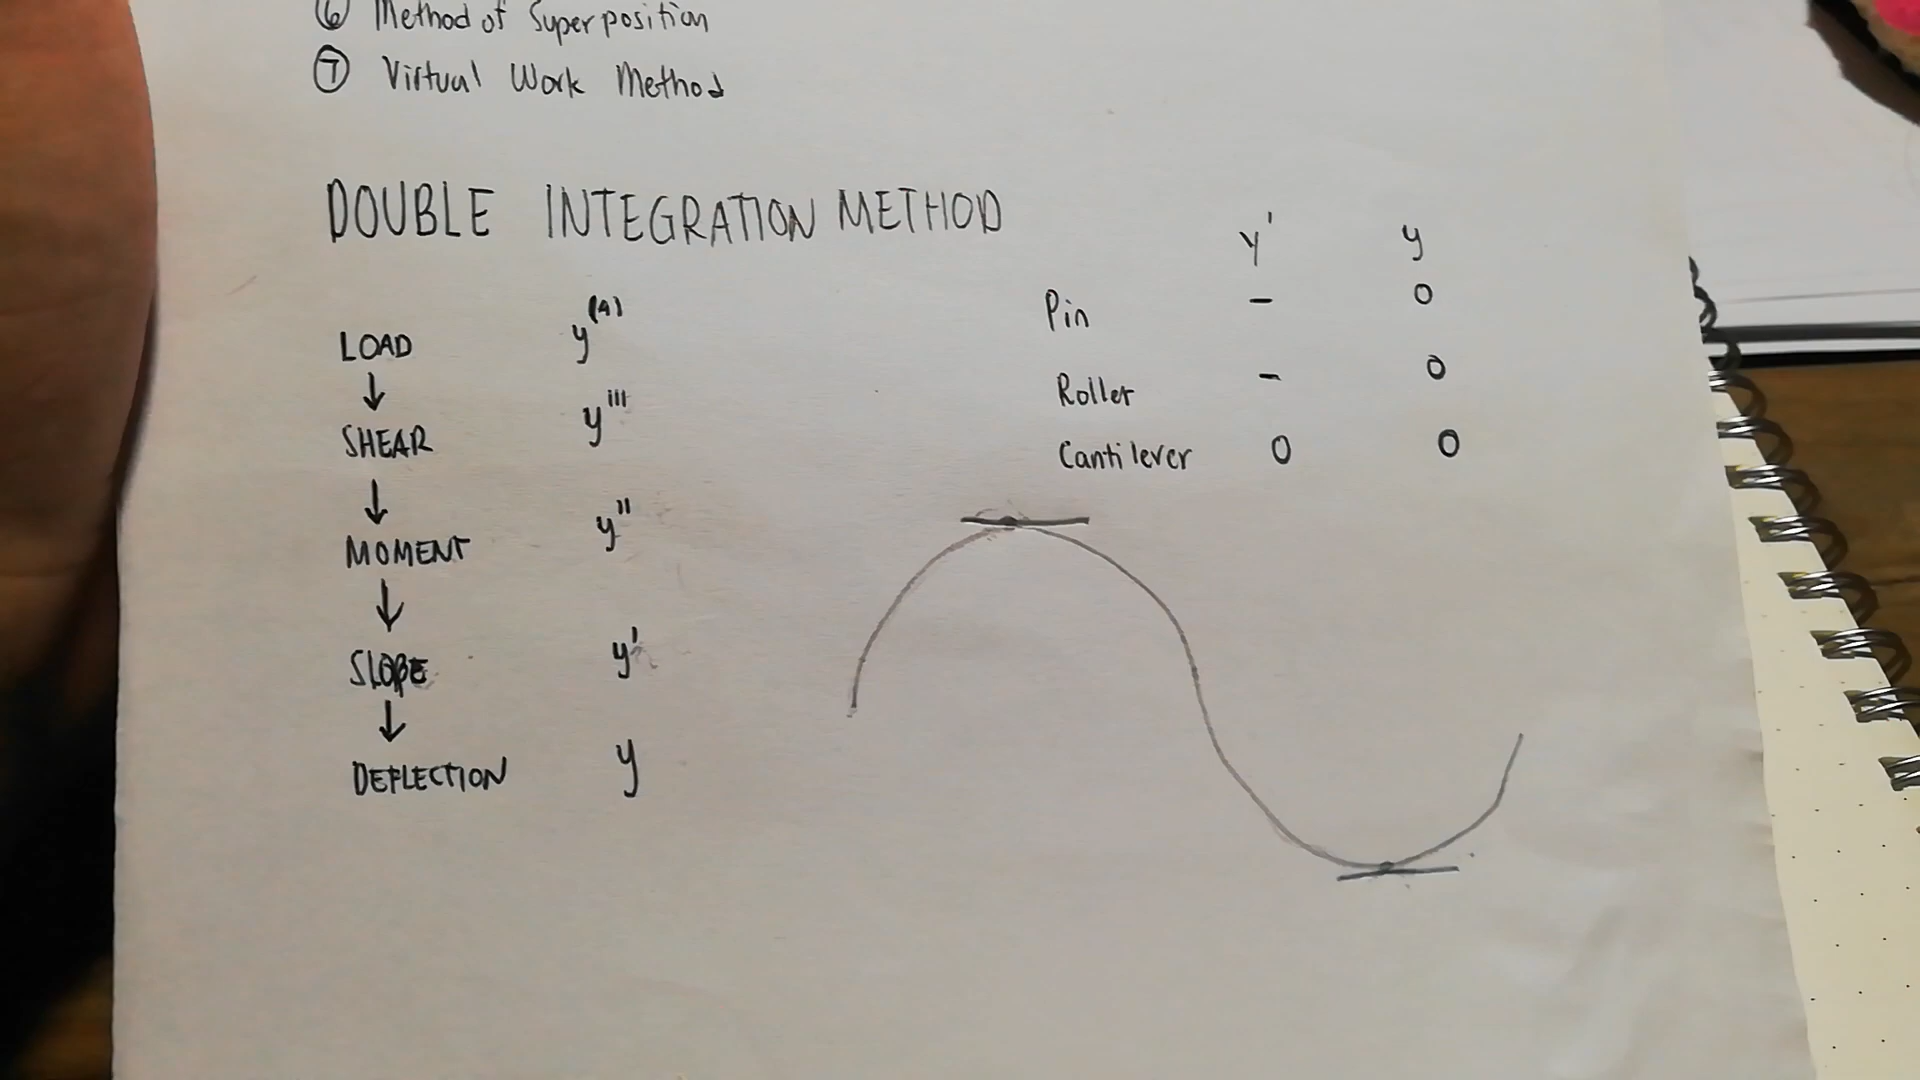 ⑥ Method of Superposition
⑦ Virtual Work Method
DOUBLE INTEGRATION METHOD
LOAD y(4)
↓
SHEAR y'''
↓
MOMENT y''
↓
SLOPE y'
↓
DEFLECTION y
y' y
Pin - 0
Roller - 0
Cantilever 0 0